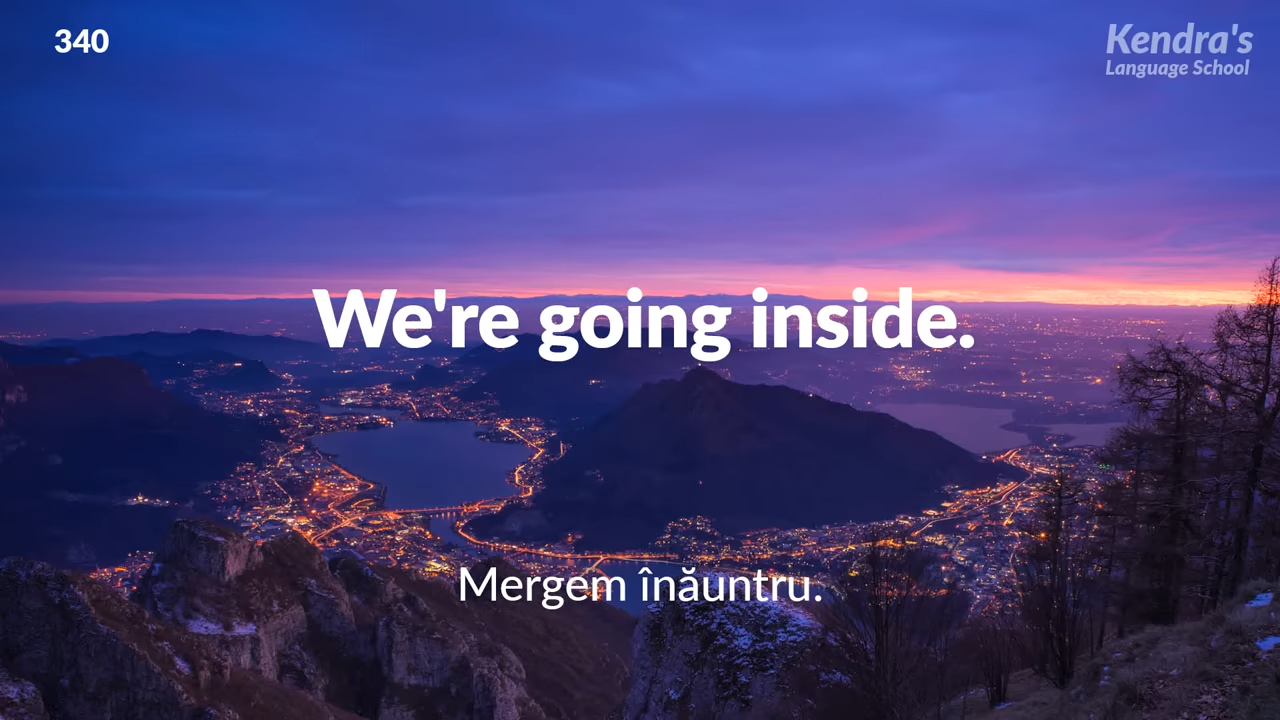 340
Kendra's
Language School
We're going inside.
Mergem înăuntru.